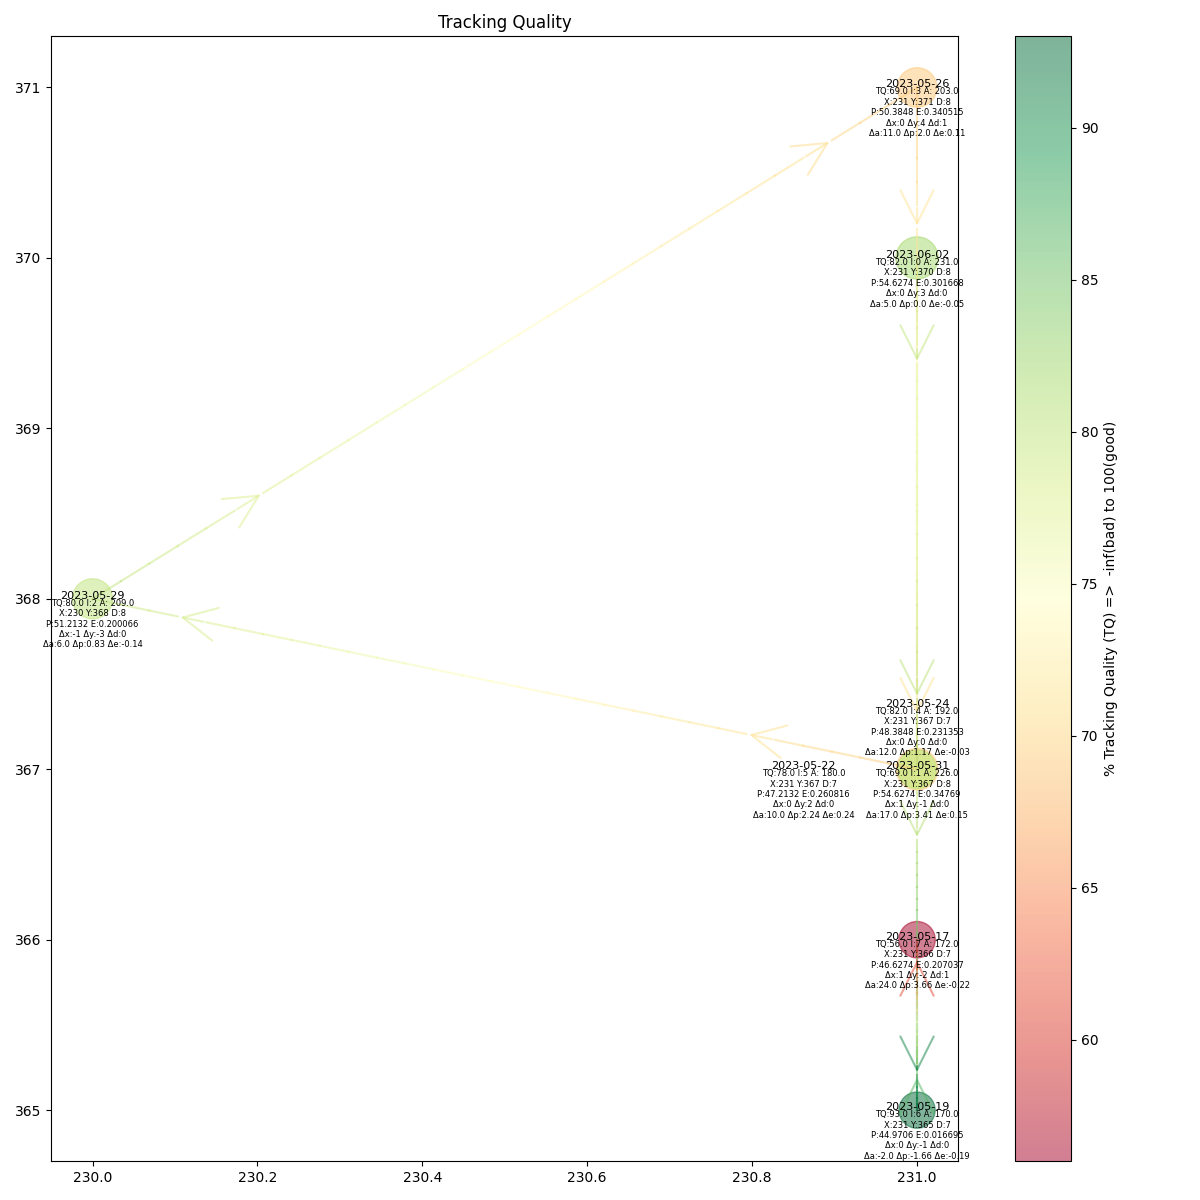 Tracking Quality
371
370
369
368
367
366
365
230.0
230.2
230.4
230.6
230.8
231.0
2023-05-26
TQ:69.0 I:3 A: 203.0
X:231 Y:371 D:8
P:50.3848 E:0.340515
Δx:0 Δy:4 Δd:1
Δa:11.0 Δp:2.0 Δe:0.11
2023-06-02
TQ:82.0 I:0 A: 231.0
X:231 Y:370 D:8
P:54.6274 E:0.301668
Δx:0 Δy:3 Δd:0
Δa:5.0 Δp:0.0 Δe:-0.05
2023-05-29
TQ:80.0 I:2 A: 209.0
X:230 Y:368 D:8
P:51.2132 E:0.200066
Δx:-1 Δy:-3 Δd:0
Δa:6.0 Δp:0.83 Δe:-0.14
2023-05-24
TQ:82.0 I:4 A: 192.0
X:231 Y:367 D:7
P:48.3848 E:0.231353
Δx:0 Δy:0 Δd:0
Δa:12.0 Δp:1.17 Δe:-0.03
2023-05-22
TQ:78.0 I:5 A: 180.0
X:231 Y:367 D:7
P:47.2132 E:0.260816
Δx:0 Δy:2 Δd:0
Δa:10.0 Δp:2.24 Δe:0.24
2023-05-31
TQ:69.0 I:1 A: 226.0
X:231 Y:367 D:8
P:54.6274 E:0.34769
Δx:1 Δy:-1 Δd:0
Δa:17.0 Δp:3.41 Δe:0.15
2023-05-17
TQ:56.0 I:7 A: 172.0
X:231 Y:366 D:7
P:46.6274 E:0.207037
Δx:1 Δy:-2 Δd:1
Δa:24.0 Δp:3.66 Δe:-0.22
2023-05-19
TQ:93.0 I:6 A: 170.0
X:231 Y:365 D:7
P:44.9706 E:0.016695
Δx:0 Δy:-1 Δd:0
Δa:-2.0 Δp:-1.66 Δe:-0.19
90
85
80
75
70
65
60
% Tracking Quality (TQ) => -inf(bad) to 100(good)